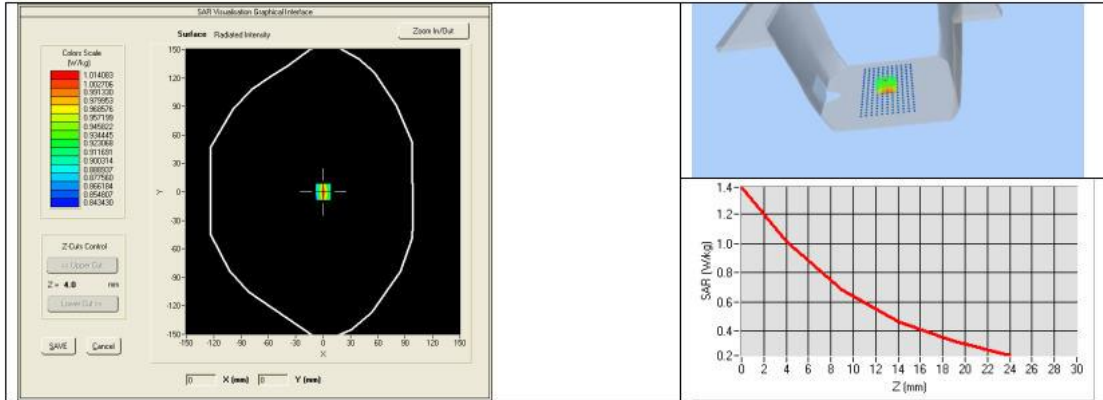 SAR Visualisation Graphical Interface
Surface Radiated Intensity
Zoom In/Out
Colors Scale
(W/kg)
1.014083
1.002706
0.991330
0.979953
0.968576
0.957199
0.945822
0.934445
0.923068
0.911691
0.900314
0.888937
0.877560
0.866184
0.854807
0.843430
Z-Cuts Control
<< Upper Cut
Z = 4.0 mm
Lower Cut >>
SAVE Cancel
150
120
90
60
30
0
-30
-60
-90
-120
-150
Y
-150 -120 -90 -60 -30 0 30 60 90 120 150
X
0 X (mm) 0 Y (mm)
1.4
1.2
1.0
0.8
0.6
0.4
0.2
SAR (W/kg)
0 2 4 6 8 10 12 14 16 18 20 22 24 26 28 30
Z (mm)